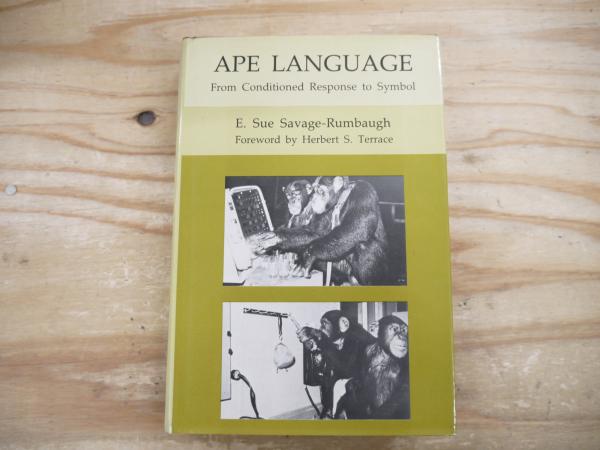 APE LANGUAGE
From Conditioned Response to Symbol
E. Sue Savage-Rumbaugh
Foreword by Herbert S. Terrace